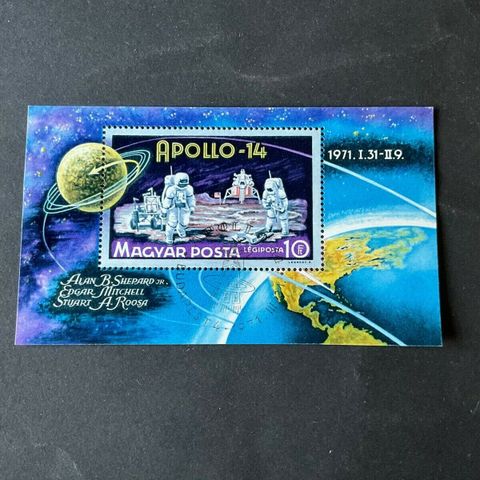 APOLLO-14
1971. I.31-II.9.
MAGYAR POSTA LÉGIPOSTA 10 Ft
ALAN B. SHEPARD JR.
EDGAR MITCHELL
STUART A. ROOSA